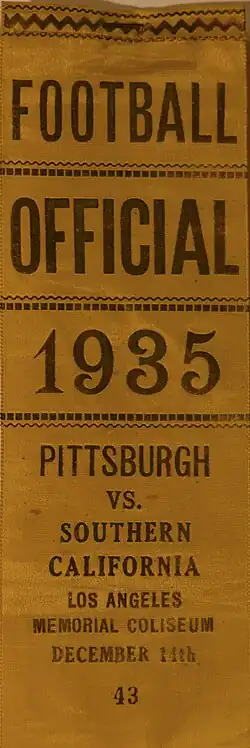 FOOTBALL
OFFICIAL
1935
PITTSBURGH
VS.
SOUTHERN
CALIFORNIA
LOS ANGELES
MEMORIAL COLISEUM
DECEMBER 14th
43